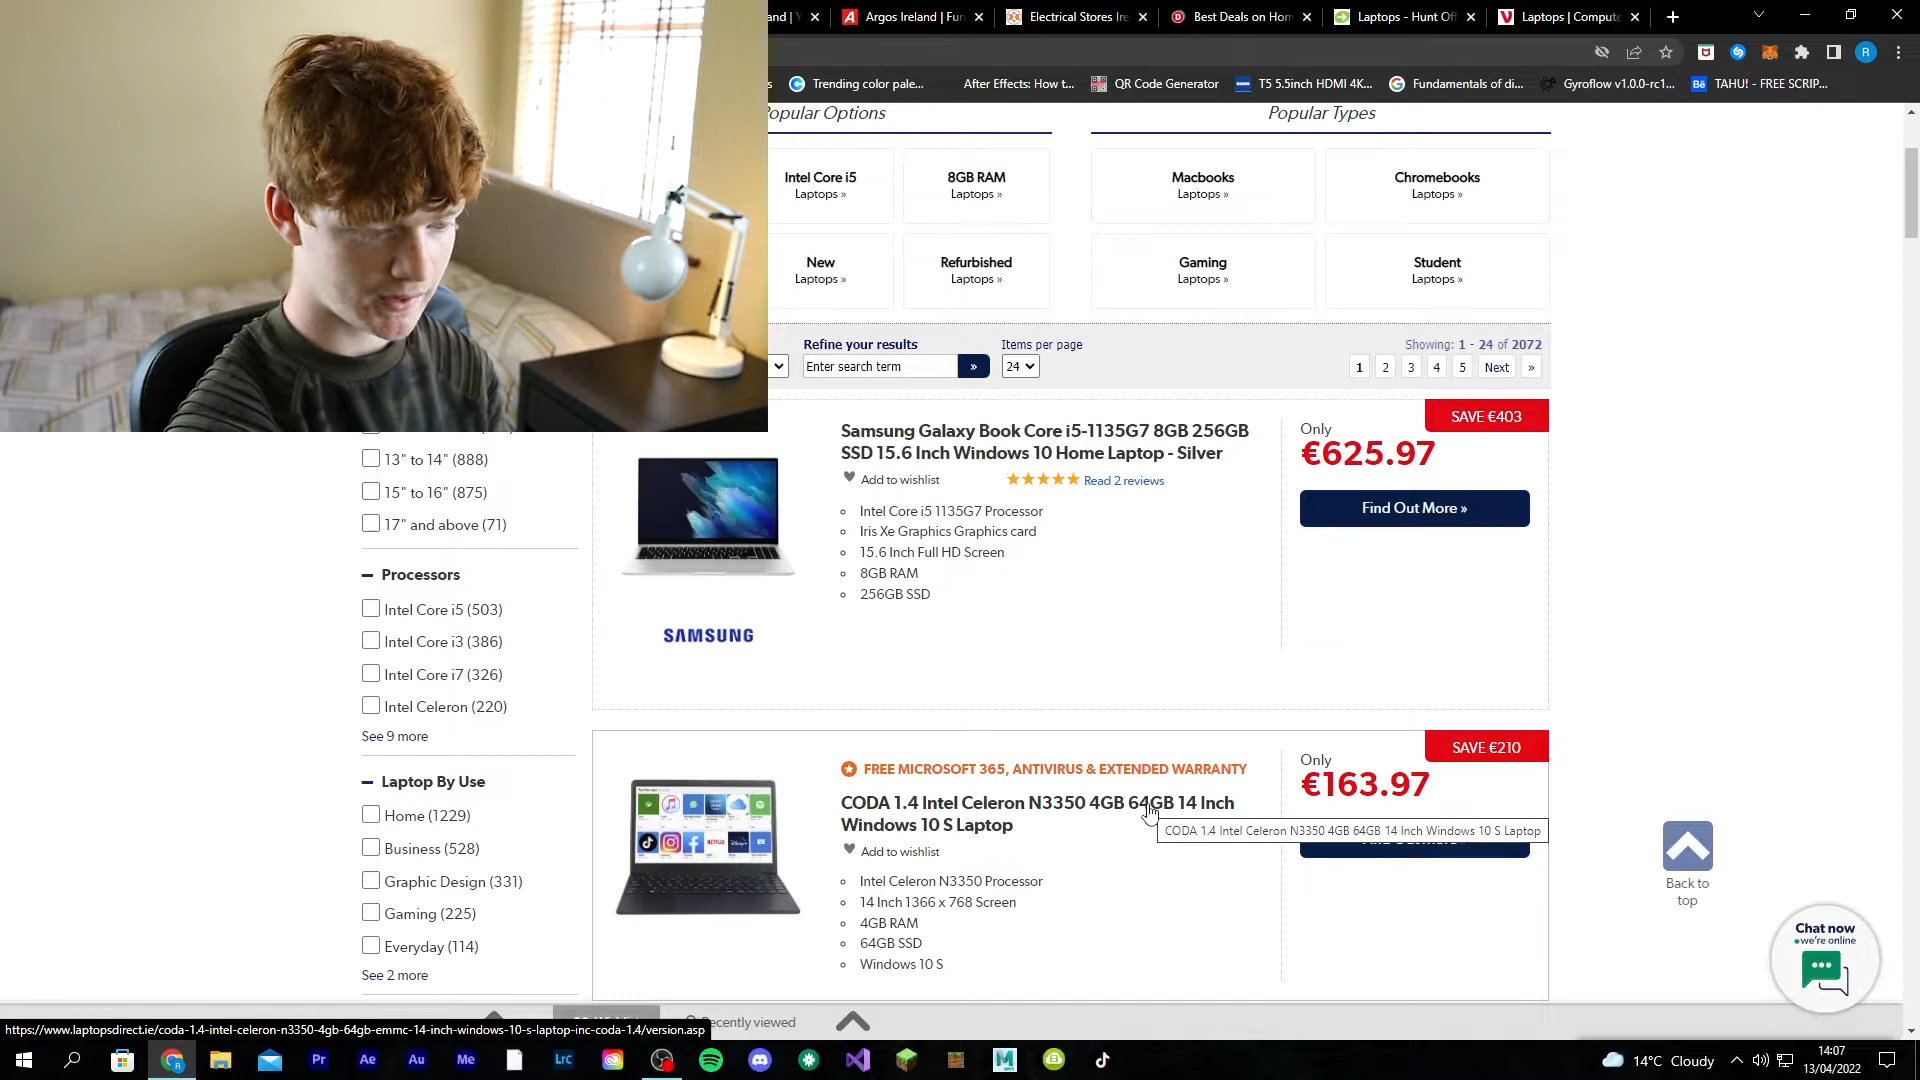 and | Y
Argos Ireland | Fur
Electrical Stores Ire
Best Deals on Hom
Laptops - Hunt Off
Laptops | Compute
R
s
Trending color pale...
After Effects: How t...
QR Code Generator
T5 5.5inch HDMI 4K...
Fundamentals of di...
Gyroflow v1.0.0-rc1...
Bē TAHU! - FREE SCRIP...
opular Options
Popular Types
Intel Core i5
Laptops »
8GB RAM
Laptops »
Macbooks
Laptops »
Chromebooks
Laptops »
New
Laptops »
Refurbished
Laptops »
Gaming
Laptops »
Student
Laptops »
Refine your results
Enter search term
»
Items per page
24
Showing: 1 - 24 of 2072
1 2 3 4 5 Next »
13" to 14" (888)
15" to 16" (875)
17" and above (71)
Processors
Intel Core i5 (503)
Intel Core i3 (386)
Intel Core i7 (326)
Intel Celeron (220)
See 9 more
Laptop By Use
Home (1229)
Business (528)
Graphic Design (331)
Gaming (225)
Everyday (114)
See 2 more
Samsung Galaxy Book Core i5-1135G7 8GB 256GB
SSD 15.6 Inch Windows 10 Home Laptop - Silver
Add to wishlist
Read 2 reviews
Intel Core i5 1135G7 Processor
Iris Xe Graphics Graphics card
15.6 Inch Full HD Screen
8GB RAM
256GB SSD
SAMSUNG
SAVE €403
Only
€625.97
Find Out More »
FREE MICROSOFT 365, ANTIVIRUS & EXTENDED WARRANTY
CODA 1.4 Intel Celeron N3350 4GB 64GB 14 Inch
Windows 10 S Laptop
Add to wishlist
Intel Celeron N3350 Processor
14 Inch 1366 x 768 Screen
4GB RAM
64GB SSD
Windows 10 S
SAVE €210
Only
€163.97
CODA 1.4 Intel Celeron N3350 4GB 64GB 14 Inch Windows 10 S Laptop
Back to
top
Chat now
we're online
Recently viewed
https://www.laptopsdirect.ie/coda-1.4-intel-celeron-n3350-4gb-64gb-emmc-14-inch-windows-10-s-laptop-inc-coda-1.4/version.asp
Pr
Ae
Au
Me
LrC
M
14°C Cloudy
14:07
13/04/2022